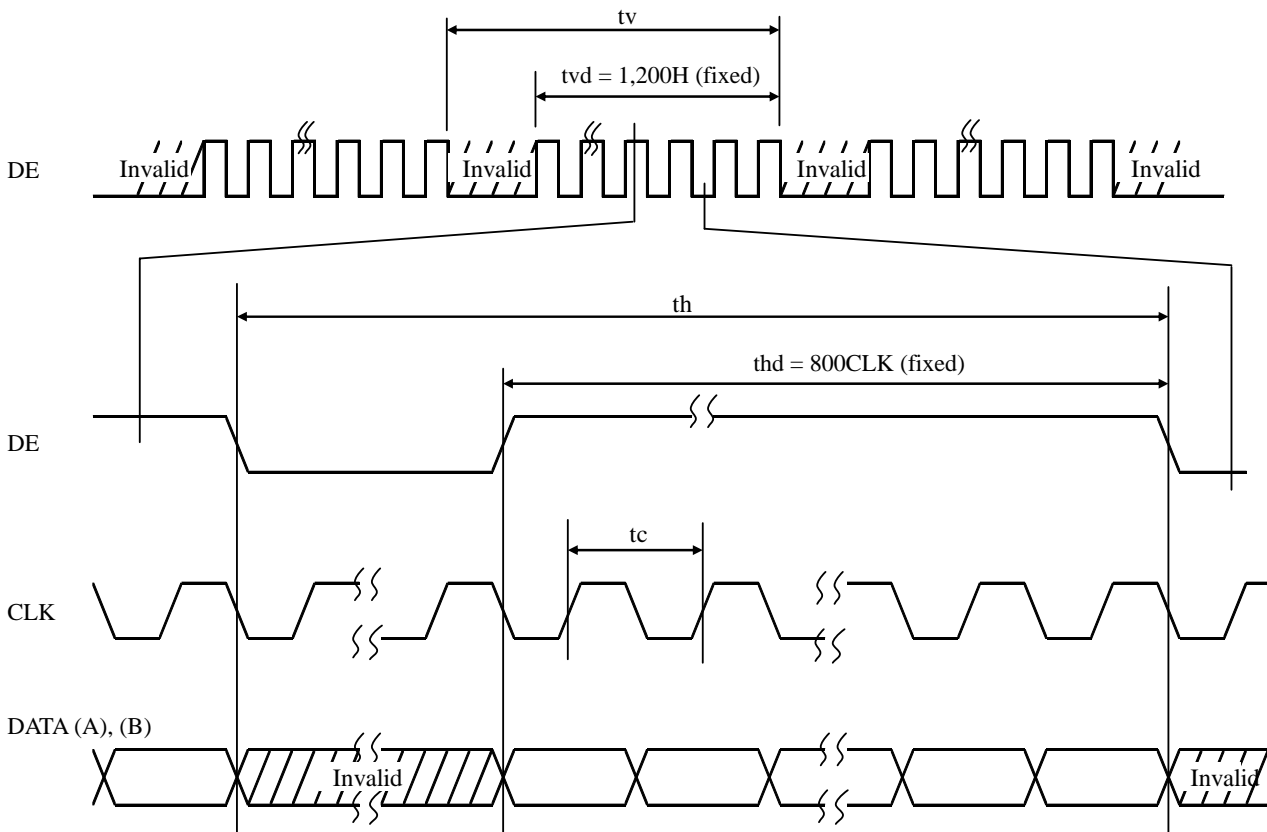 tv
tvd = 1,200H (fixed)
DE Invalid Invalid Invalid Invalid
th
thd = 800CLK (fixed)
DE
tc
CLK
DATA (A), (B)
Invalid Invalid